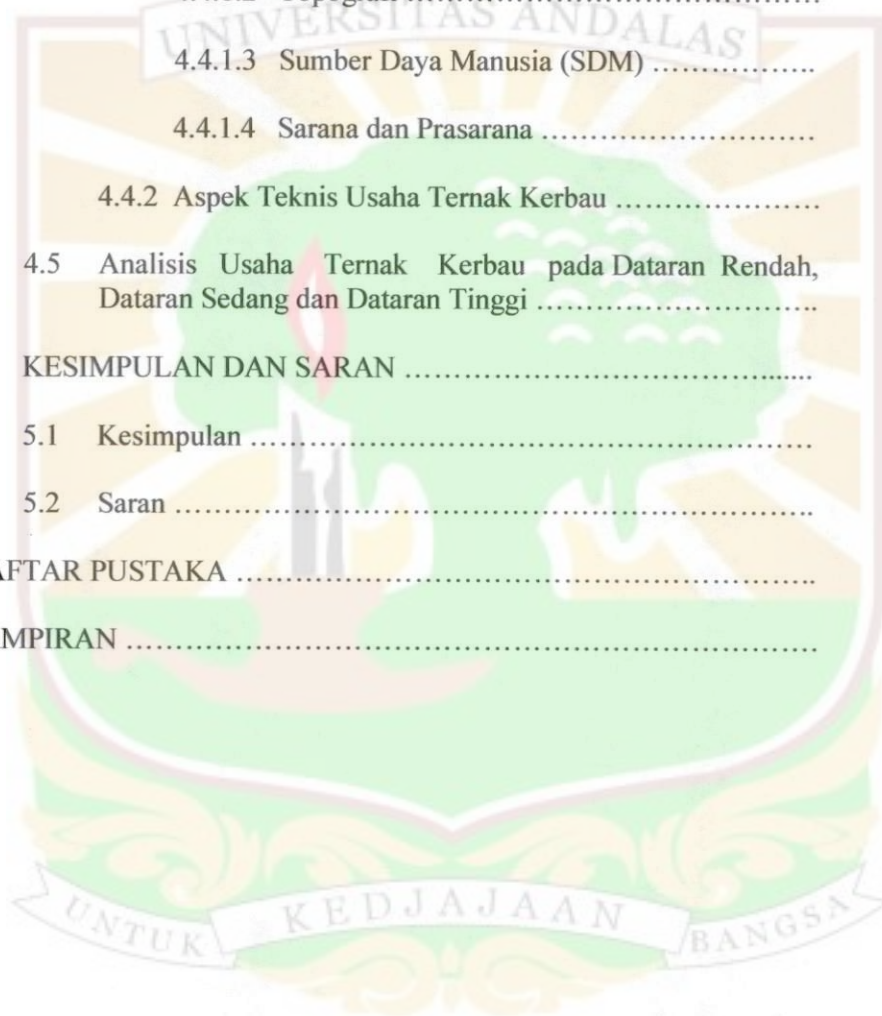 UNIVERSITAS ANDALAS
4.4.1.3 Sumber Daya Manusia (SDM) .................
4.4.1.4 Sarana dan Prasarana ............................
4.4.2 Aspek Teknis Usaha Ternak Kerbau .....................
4.5 Analisis Usaha Ternak Kerbau pada Dataran Rendah,
Dataran Sedang dan Dataran Tinggi .............................
KESIMPULAN DAN SARAN ..........................................
5.1 Kesimpulan ..........................................................
5.2 Saran ..................................................................
AFTAR PUSTAKA ............................................................
MPIRAN .......................................................................
UNTUK KEDJAJAAN BANGSA